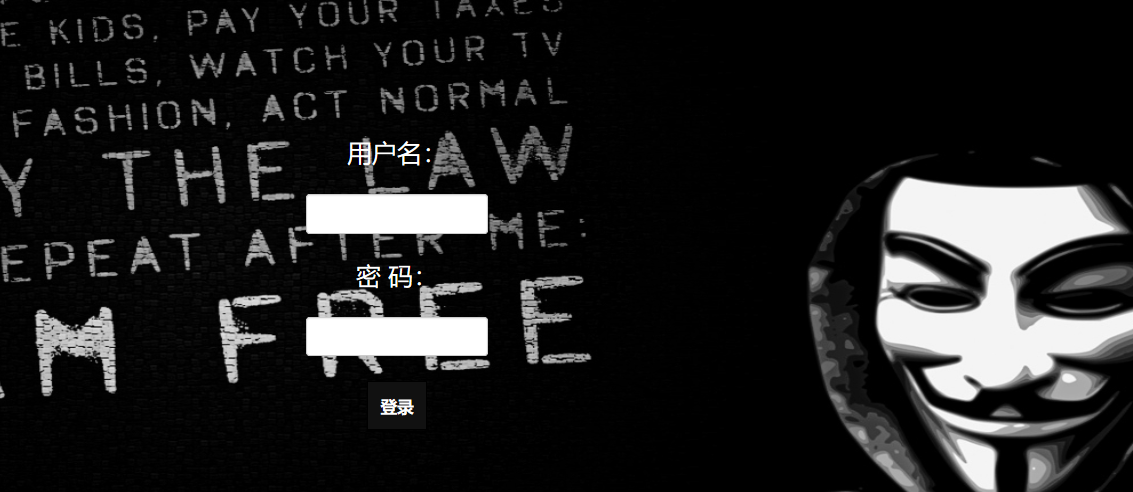 E KIDS, PAY YOUR TAXES
BILLS, WATCH YOUR TV
FASHION, ACT NORMAL
Y THE LAW
用户名:
EPEAT AFTER ME:
密 码:
M FREE
登录